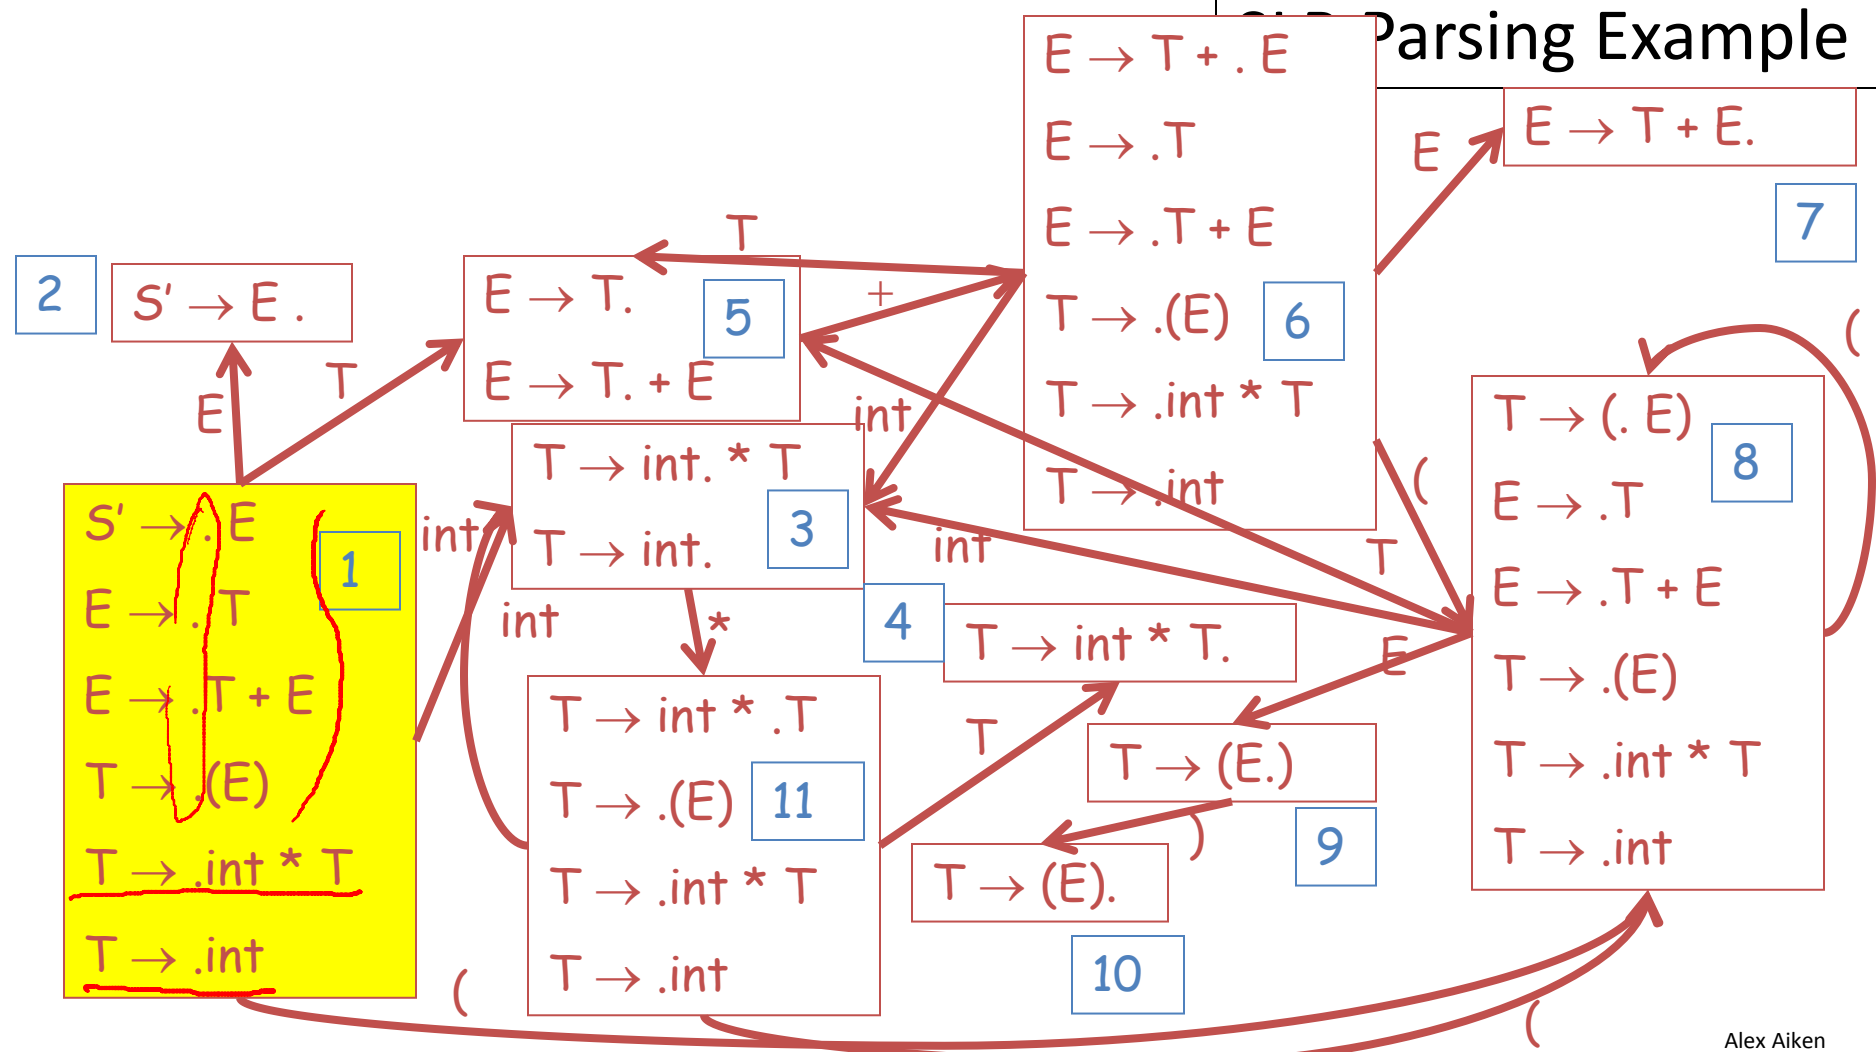 Parsing Example
E → T + . E
E → .T
E → .T + E
T → .(E)
T → .int * T
T → .int
6
E
E → T + E.
7
2
S' → E .
E
T
T
E → T.
E → T. + E
5
+
int
T → int. * T
T → int.
3
int
int
int
*
S' → . E
E → . T
E → .T + E
T → .(E)
T → .int * T
T → .int
1
(
T → int * .T
T → .(E)
T → .int * T
T → .int
11
T
4
T → int * T.
E
T → (E.)
9
)
T → (E).
10
(
T
(
T → (. E)
E → .T
E → .T + E
T → .(E)
T → .int * T
T → .int
8
(
Alex Aiken